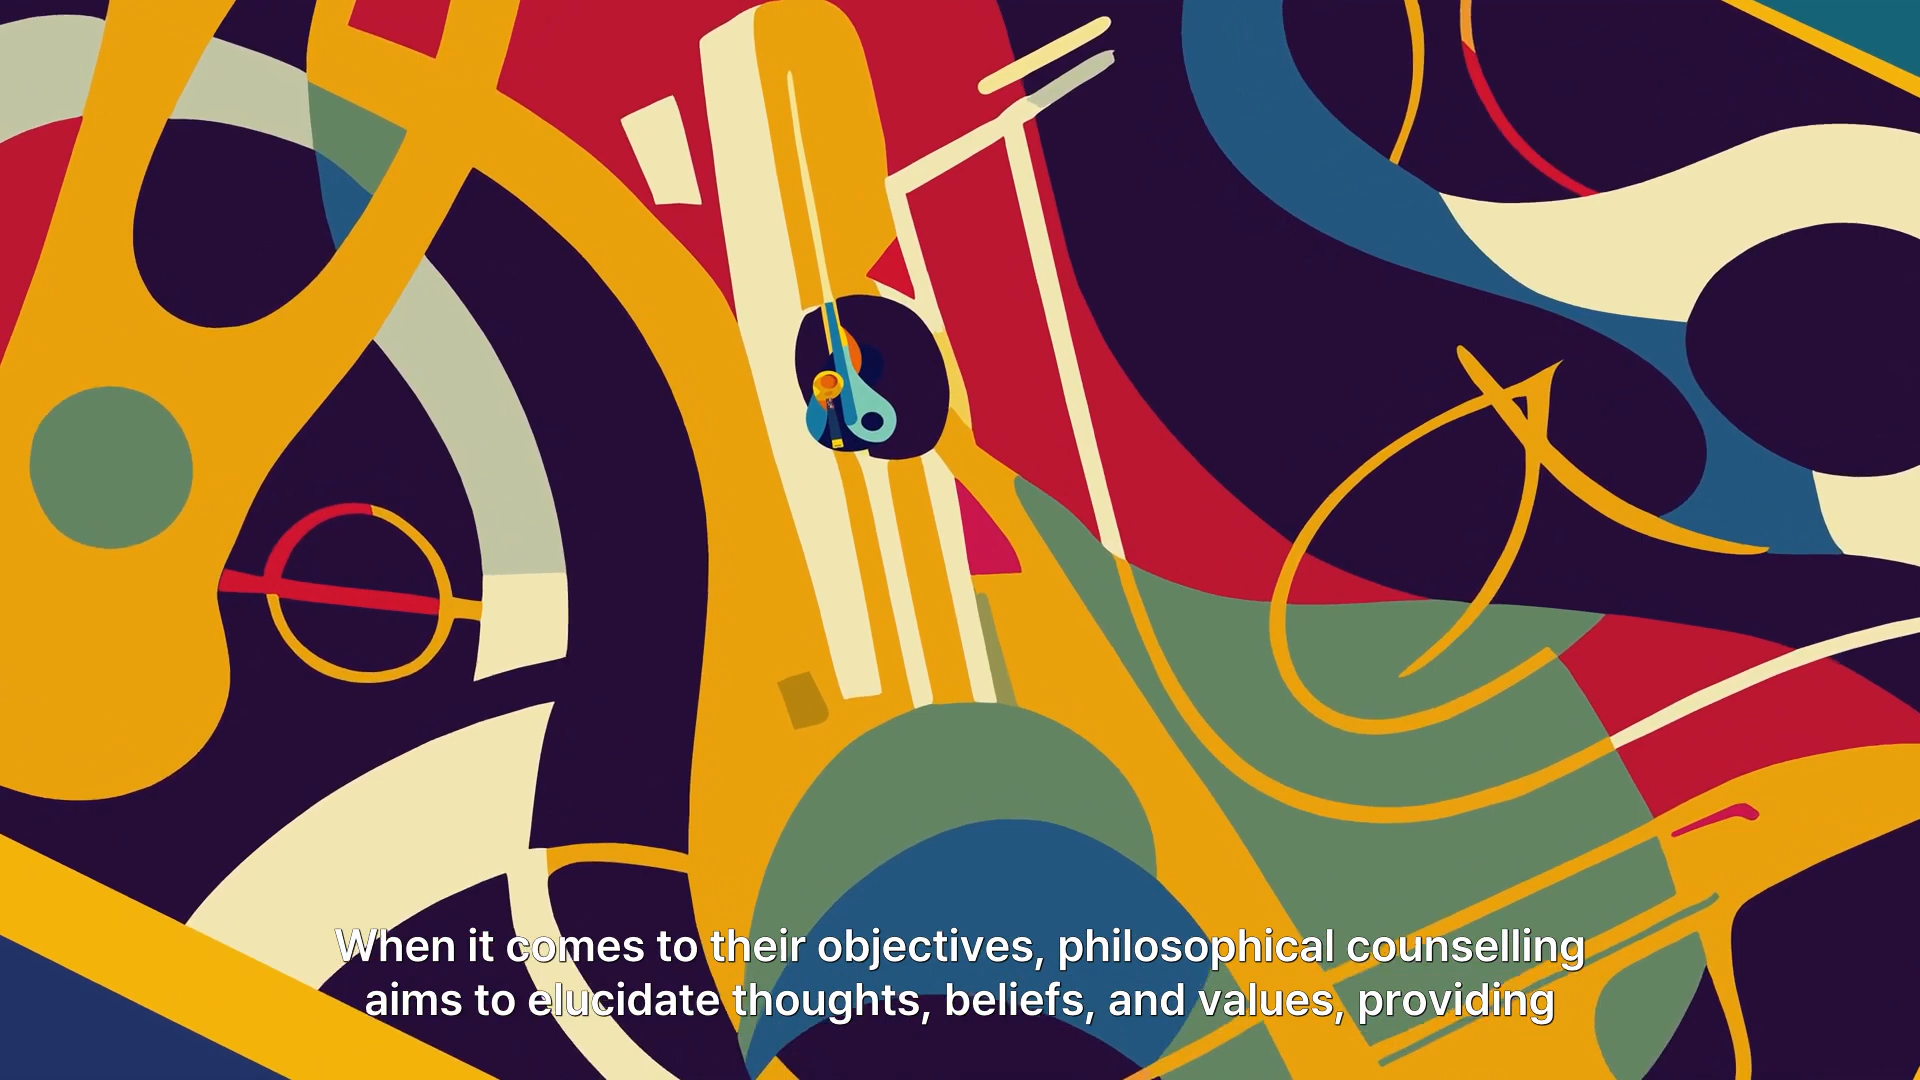 When it comes to their objectives, philosophical counselling
aims to elucidate thoughts, beliefs, and values, providing